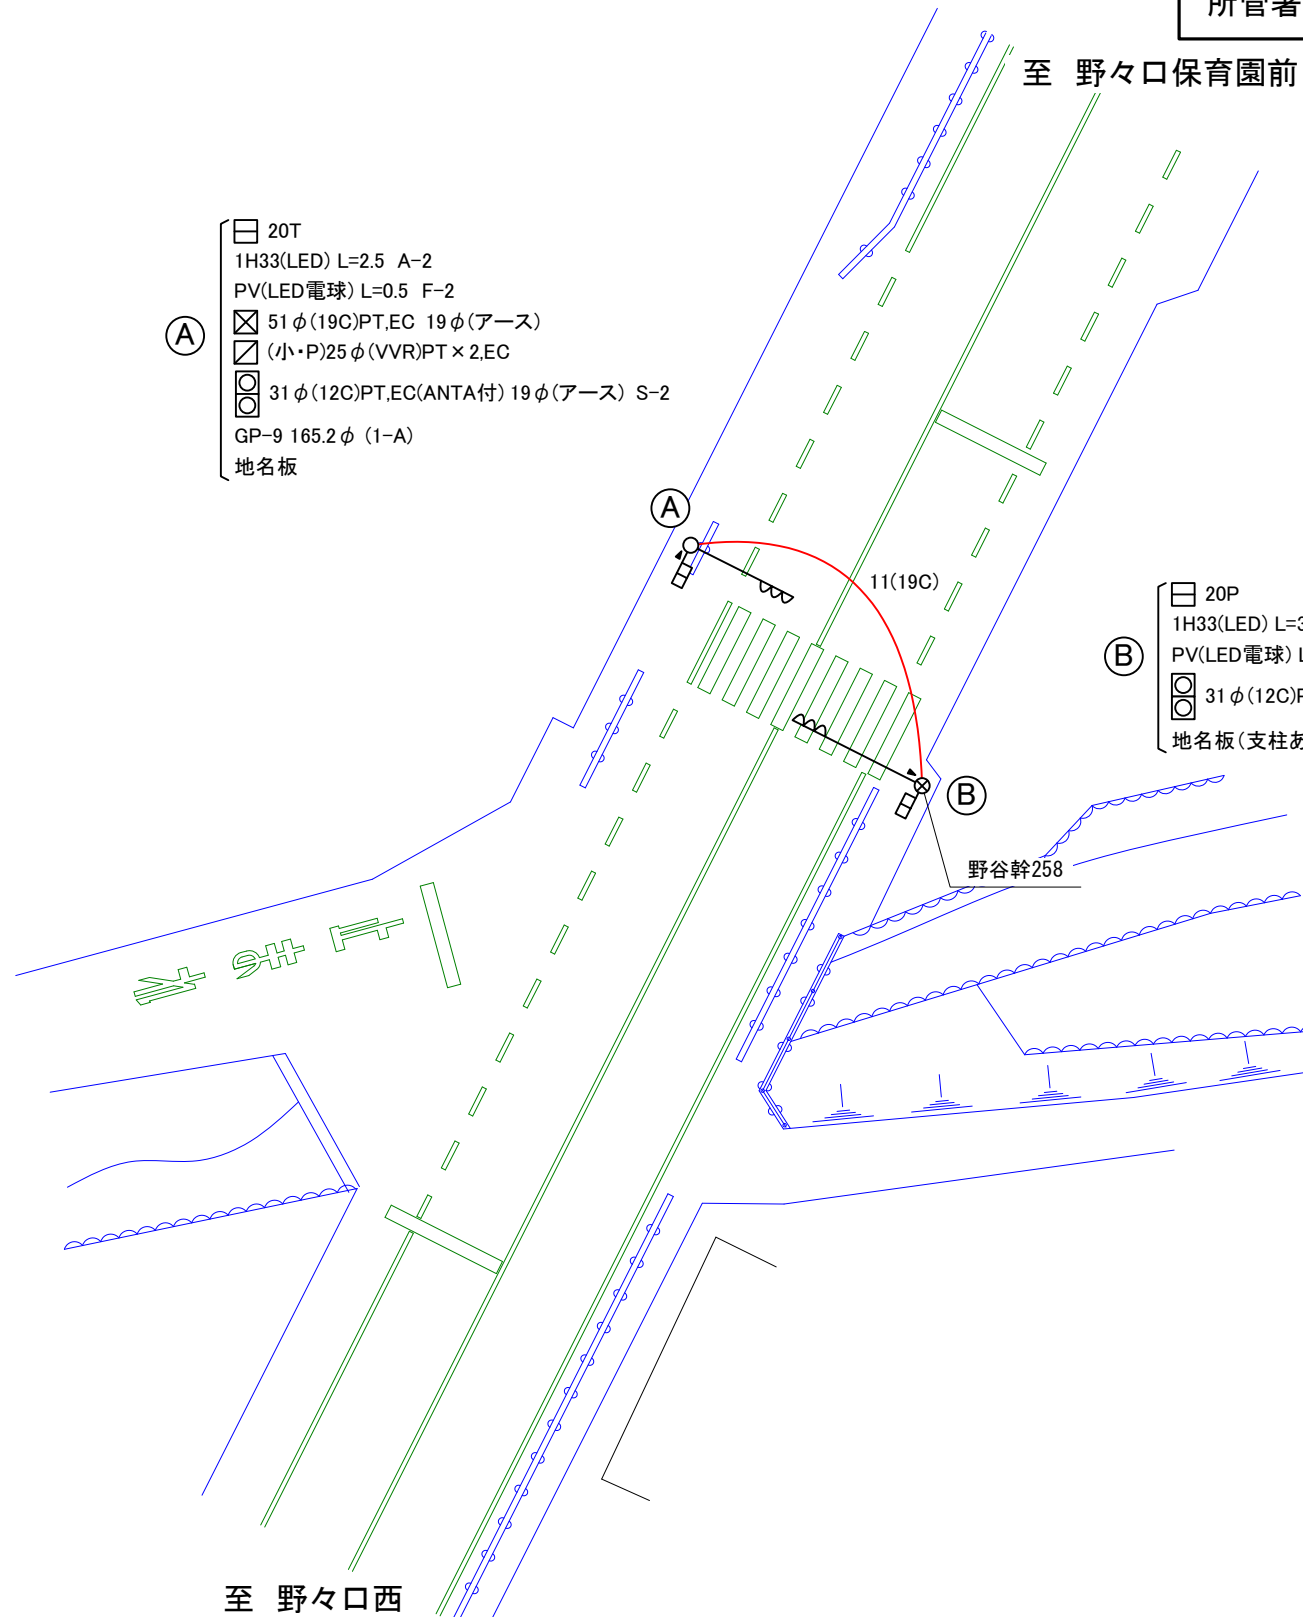 所管署
至 野々口保育園前
20T
1H33(LED) L=2.5 A-2
PV(LED電球) L=0.5 F-2
51φ(19C)PT,EC 19φ(アース)
(小・P)25φ(VVR)PT×2,EC
31φ(12C)PT,EC(ANTA付) 19φ(アース) S-2
GP-9 165.2φ (1-A)
地名板
A
A
11(19C)
20P
1H33(LED) L=3
PV(LED電球) L
31φ(12C)P
地名板(支柱あ
B
B
野谷幹258
止まれ
至 野々口西